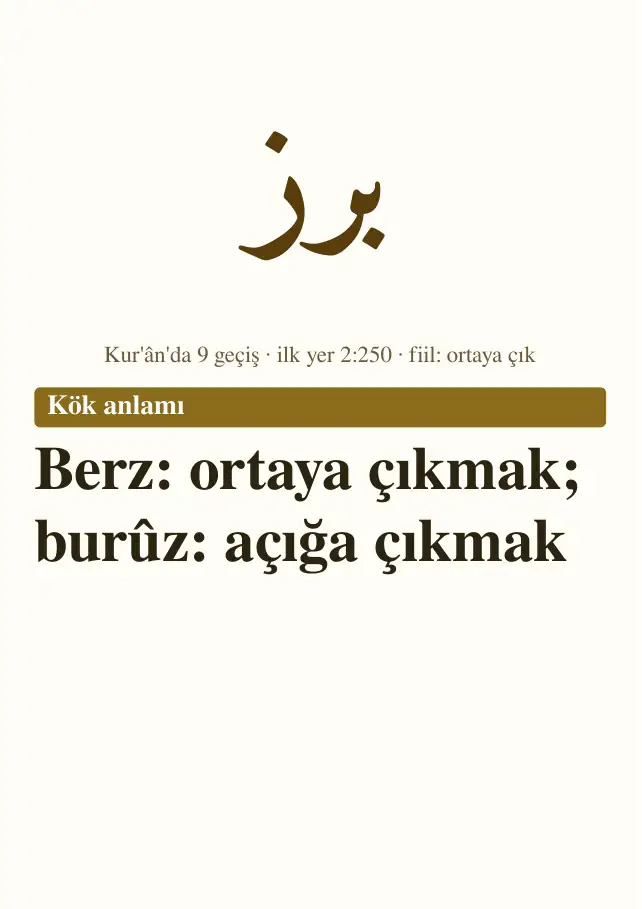 برز
Kur'ân'da 9 geçiş · ilk yer 2:250 · fiil: ortaya çık
Kök anlamı
Berz: ortaya çıkmak;
burûz: açığa çıkmak